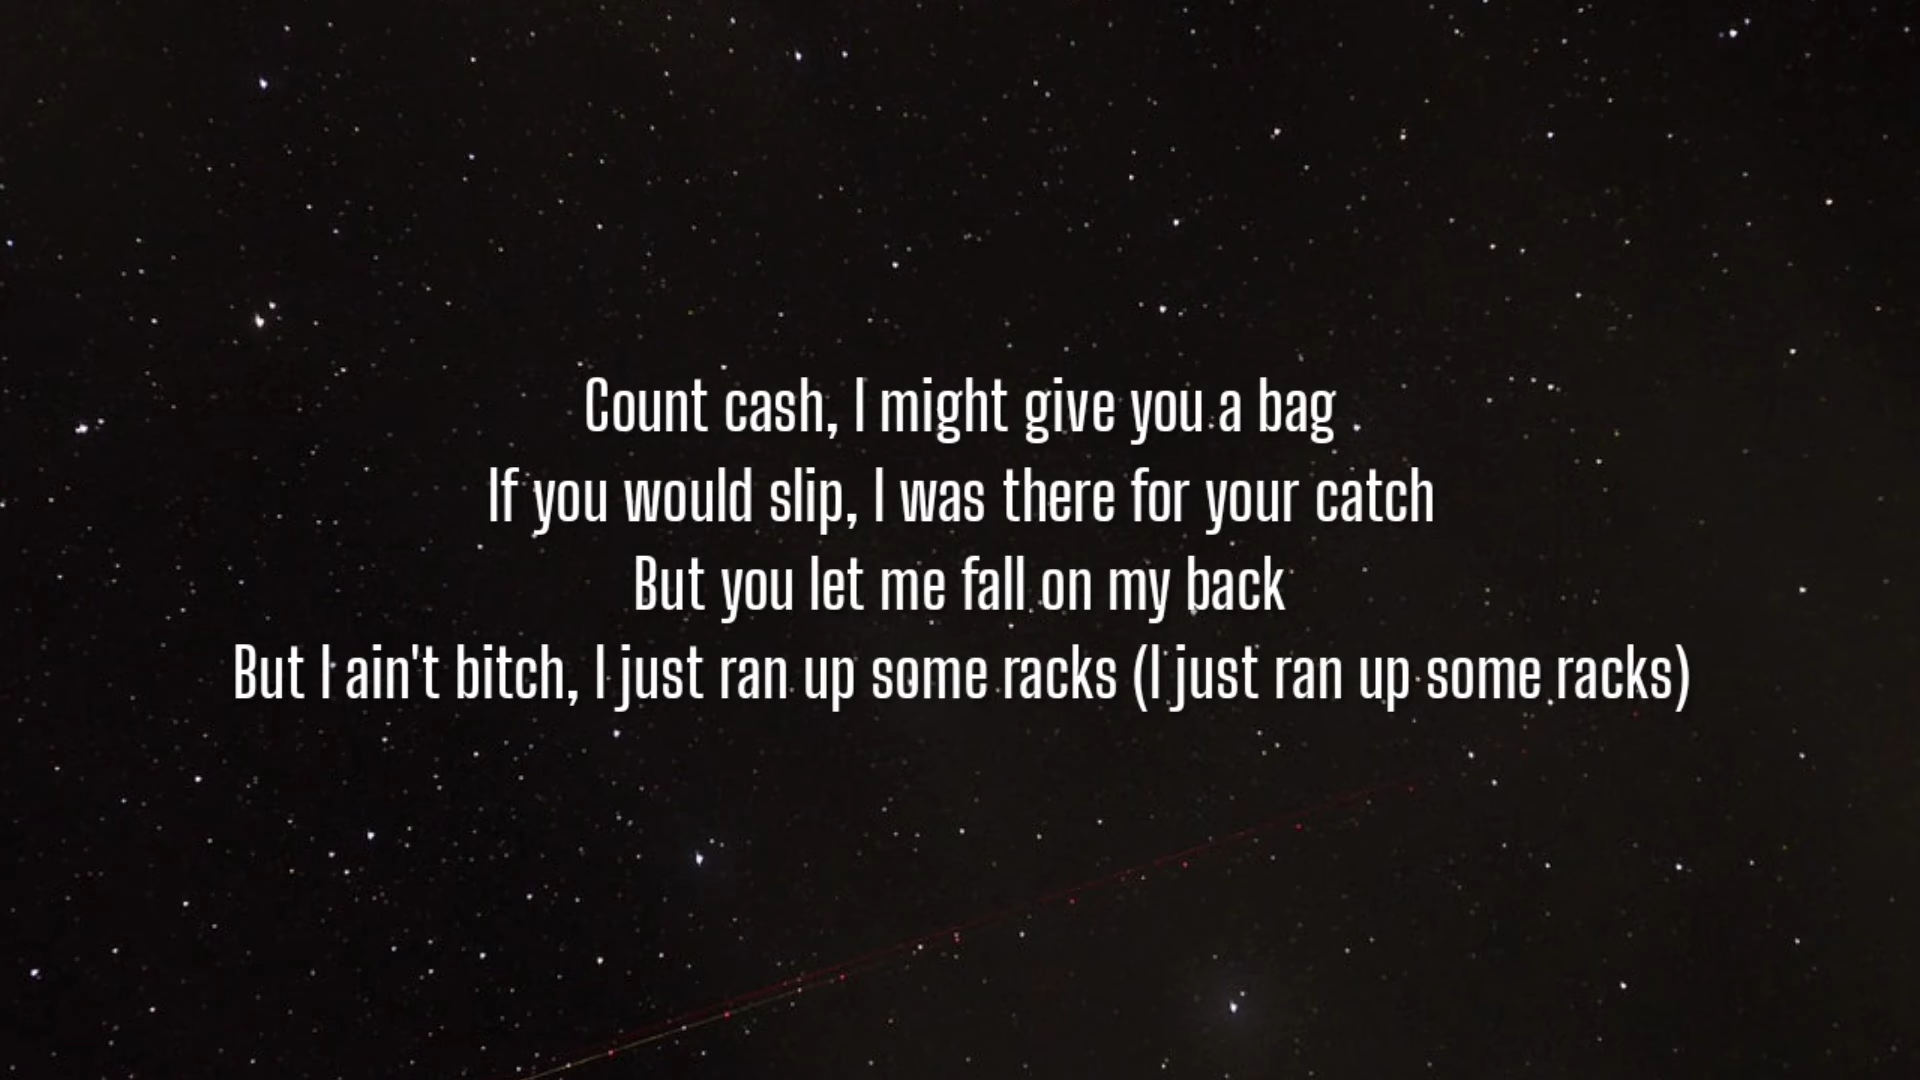 Count cash, I might give you a bag
If you would slip, I was there for your catch
But you let me fall on my back
But I ain't bitch, I just ran up some racks (I just ran up some racks)